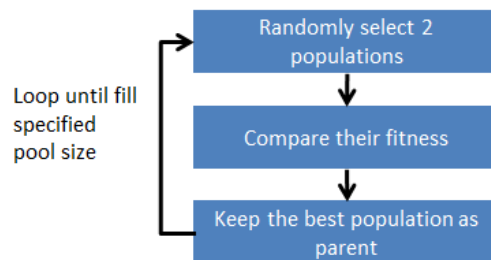 Randomly select 2
populations
Loop until fill
specified
pool size
Compare their fitness
Keep the best population as
parent